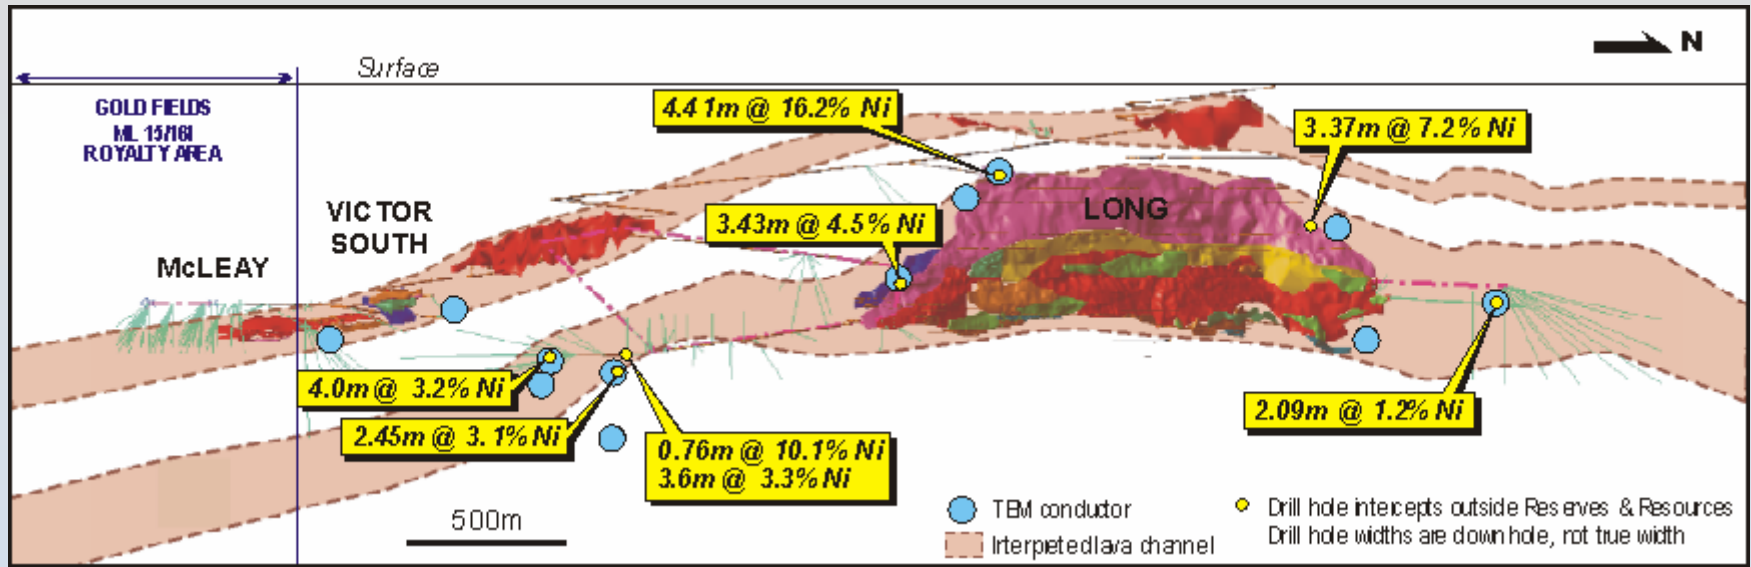 N
Surface
GOLD FIELDS
ML 15/161
ROYALTY AREA
4.41m @ 16.2% Ni
3.37m @ 7.2% Ni
VICTOR
SOUTH
LONG
3.43m @ 4.5% Ni
McLEAY
4.0m @ 3.2% Ni
2.45m @ 3.1% Ni
0.76m @ 10.1% Ni
3.6m @ 3.3% Ni
2.09m @ 1.2% Ni
500m
TEM conductor
Interpreted lava channel
Drill hole intercepts outside Reserves & Resources
Drill hole widths are down hole, not true width